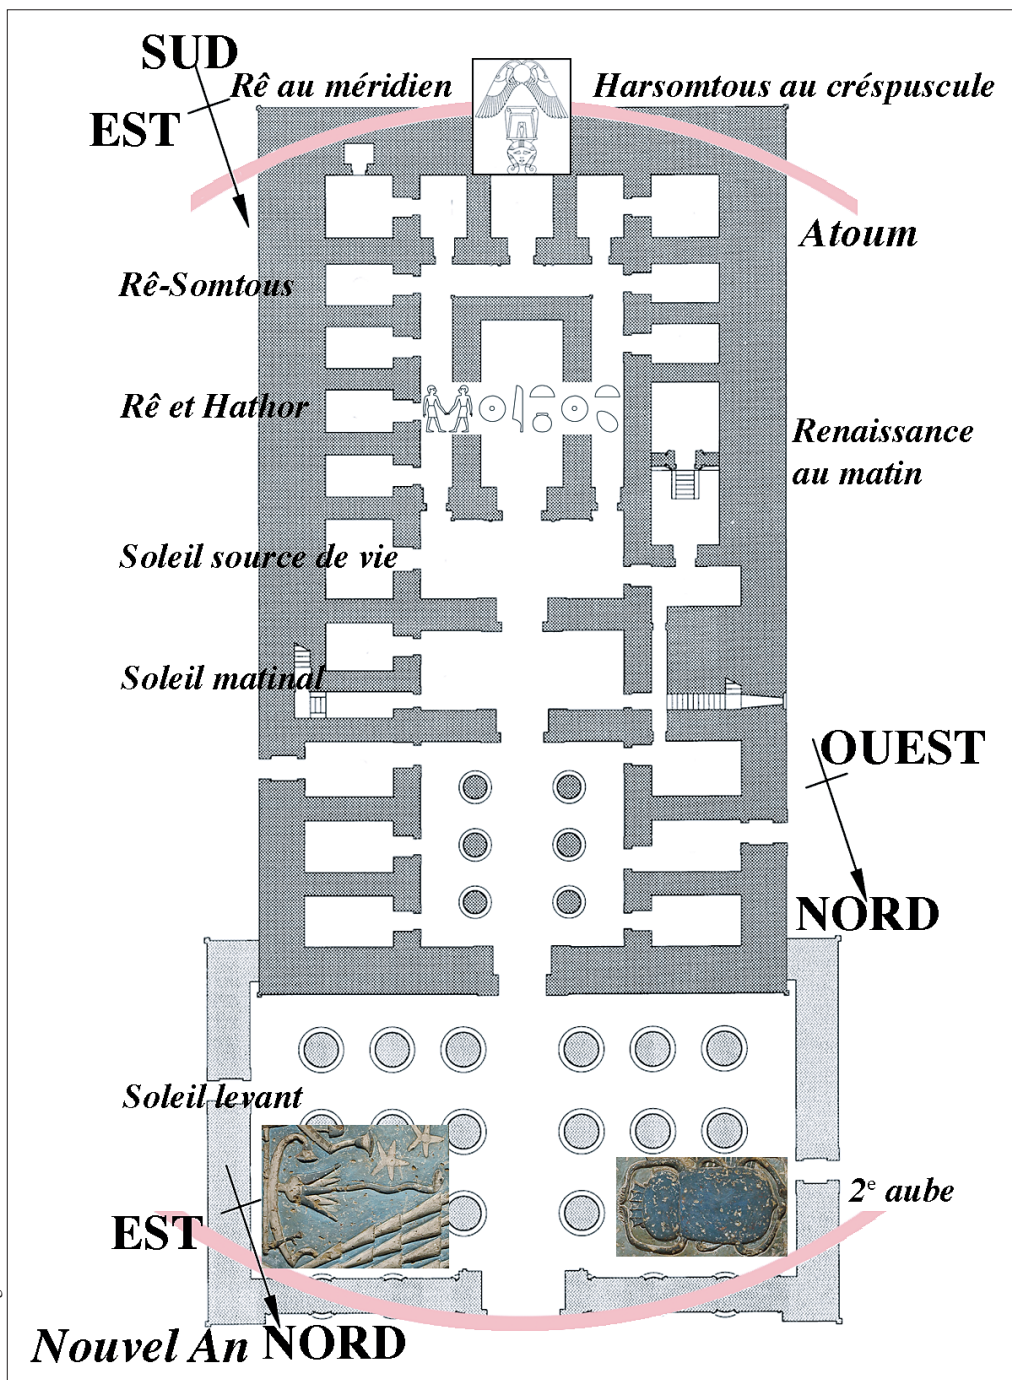 SUD
Rê au méridien
Harsomtous au créspuscule
EST
Atoum
Rê-Somtous
Rê et Hathor
Renaissance
au matin
Soleil source de vie
Soleil matinal
OUEST
NORD
Soleil levant
2e aube
EST
Nouvel An NORD